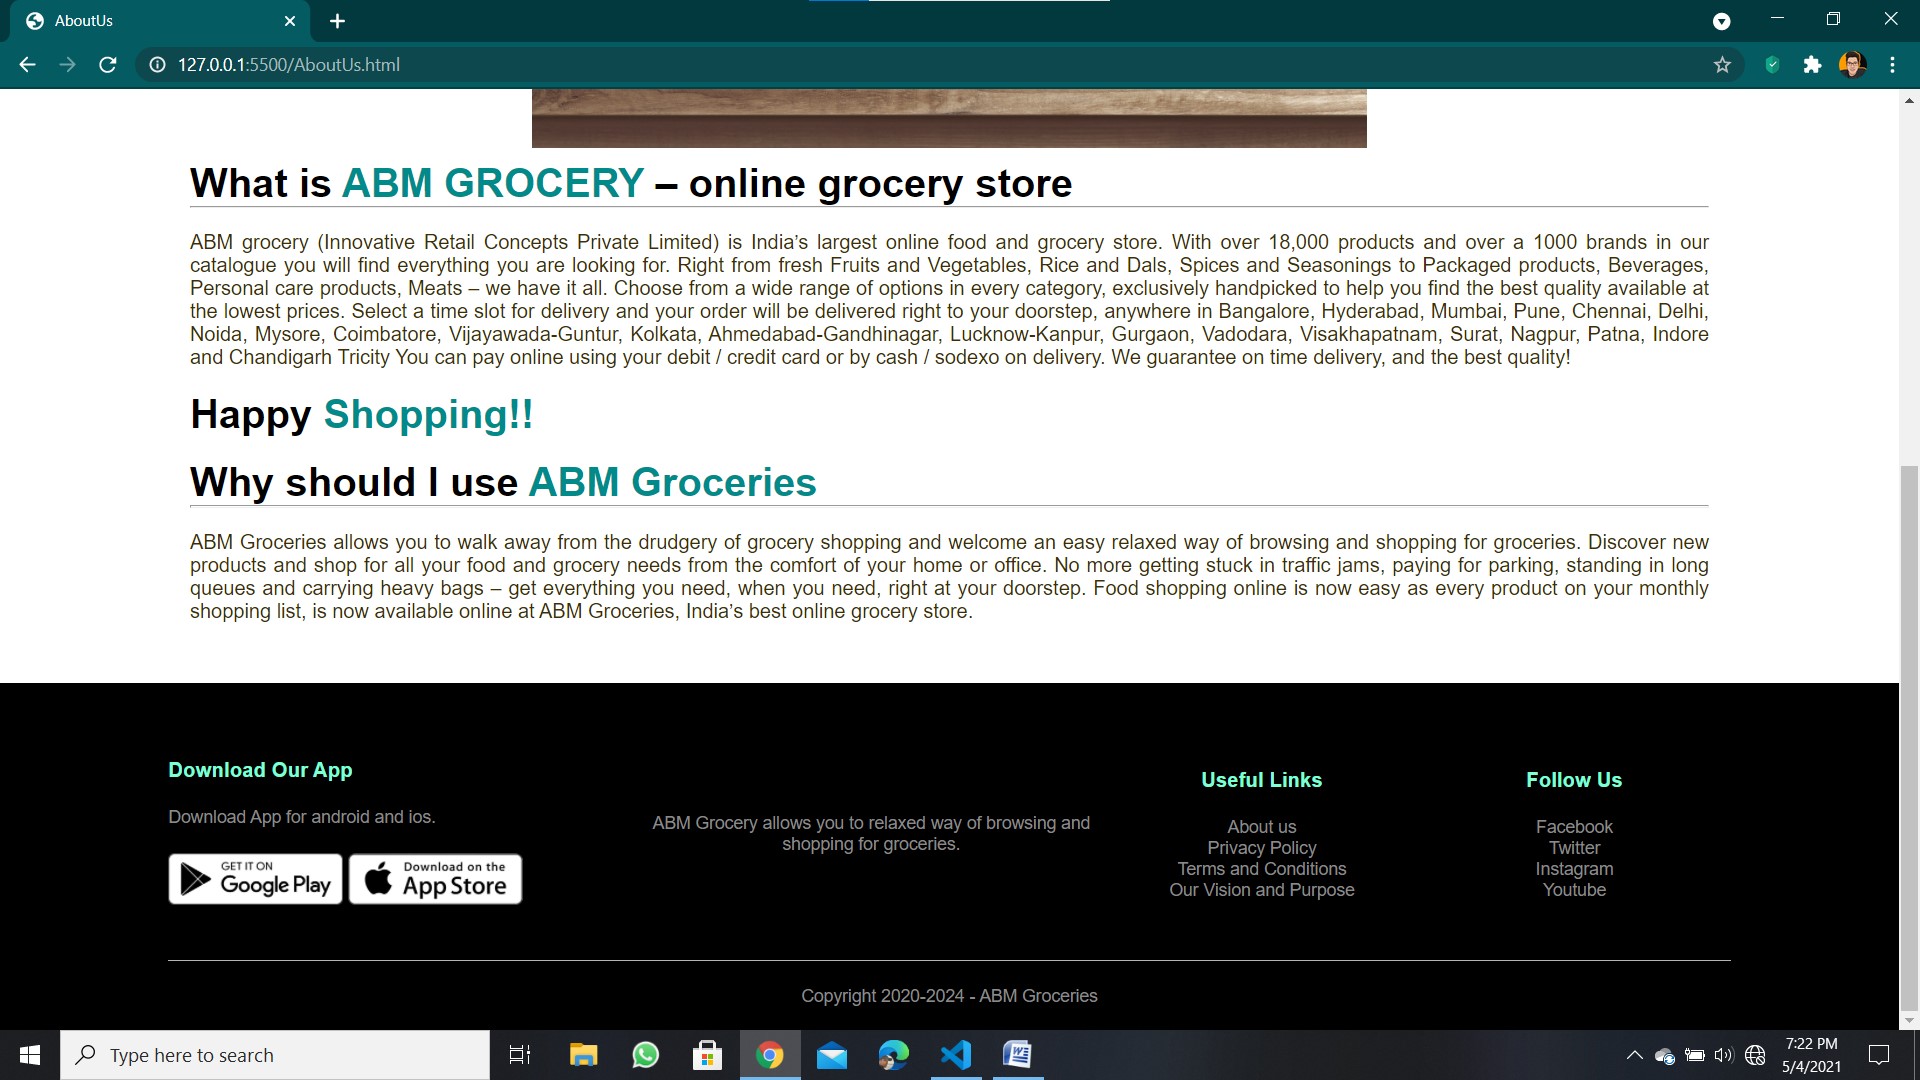 AboutUs
127.0.0.1:5500/AboutUs.html
What is ABM GROCERY – online grocery store
ABM grocery (Innovative Retail Concepts Private Limited) is India’s largest online food and grocery store. With over 18,000 products and over a 1000 brands in our
catalogue you will find everything you are looking for. Right from fresh Fruits and Vegetables, Rice and Dals, Spices and Seasonings to Packaged products, Beverages,
Personal care products, Meats – we have it all. Choose from a wide range of options in every category, exclusively handpicked to help you find the best quality available at
the lowest prices. Select a time slot for delivery and your order will be delivered right to your doorstep, anywhere in Bangalore, Hyderabad, Mumbai, Pune, Chennai, Delhi,
Noida, Mysore, Coimbatore, Vijayawada-Guntur, Kolkata, Ahmedabad-Gandhinagar, Lucknow-Kanpur, Gurgaon, Vadodara, Visakhapatnam, Surat, Nagpur, Patna, Indore
and Chandigarh Tricity You can pay online using your debit / credit card or by cash / sodexo on delivery. We guarantee on time delivery, and the best quality!
Happy Shopping!!
Why should I use ABM Groceries
ABM Groceries allows you to walk away from the drudgery of grocery shopping and welcome an easy relaxed way of browsing and shopping for groceries. Discover new
products and shop for all your food and grocery needs from the comfort of your home or office. No more getting stuck in traffic jams, paying for parking, standing in long
queues and carrying heavy bags – get everything you need, when you need, right at your doorstep. Food shopping online is now easy as every product on your monthly
shopping list, is now available online at ABM Groceries, India’s best online grocery store.
Download Our App
Download App for android and ios.
GET IT ON
Google Play
Download on the
App Store
ABM Grocery allows you to relaxed way of browsing and
shopping for groceries.
Useful Links
About us
Privacy Policy
Terms and Conditions
Our Vision and Purpose
Follow Us
Facebook
Twitter
Instagram
Youtube
Copyright 2020-2024 - ABM Groceries
Type here to search
7:22 PM
5/4/2021